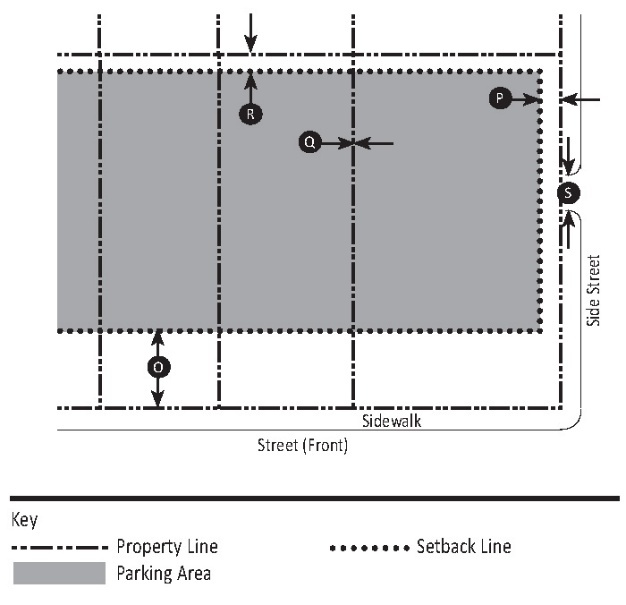 R
P
Q
S
Side Street
O
Sidewalk
Street (Front)
Key
Property Line
Setback Line
Parking Area